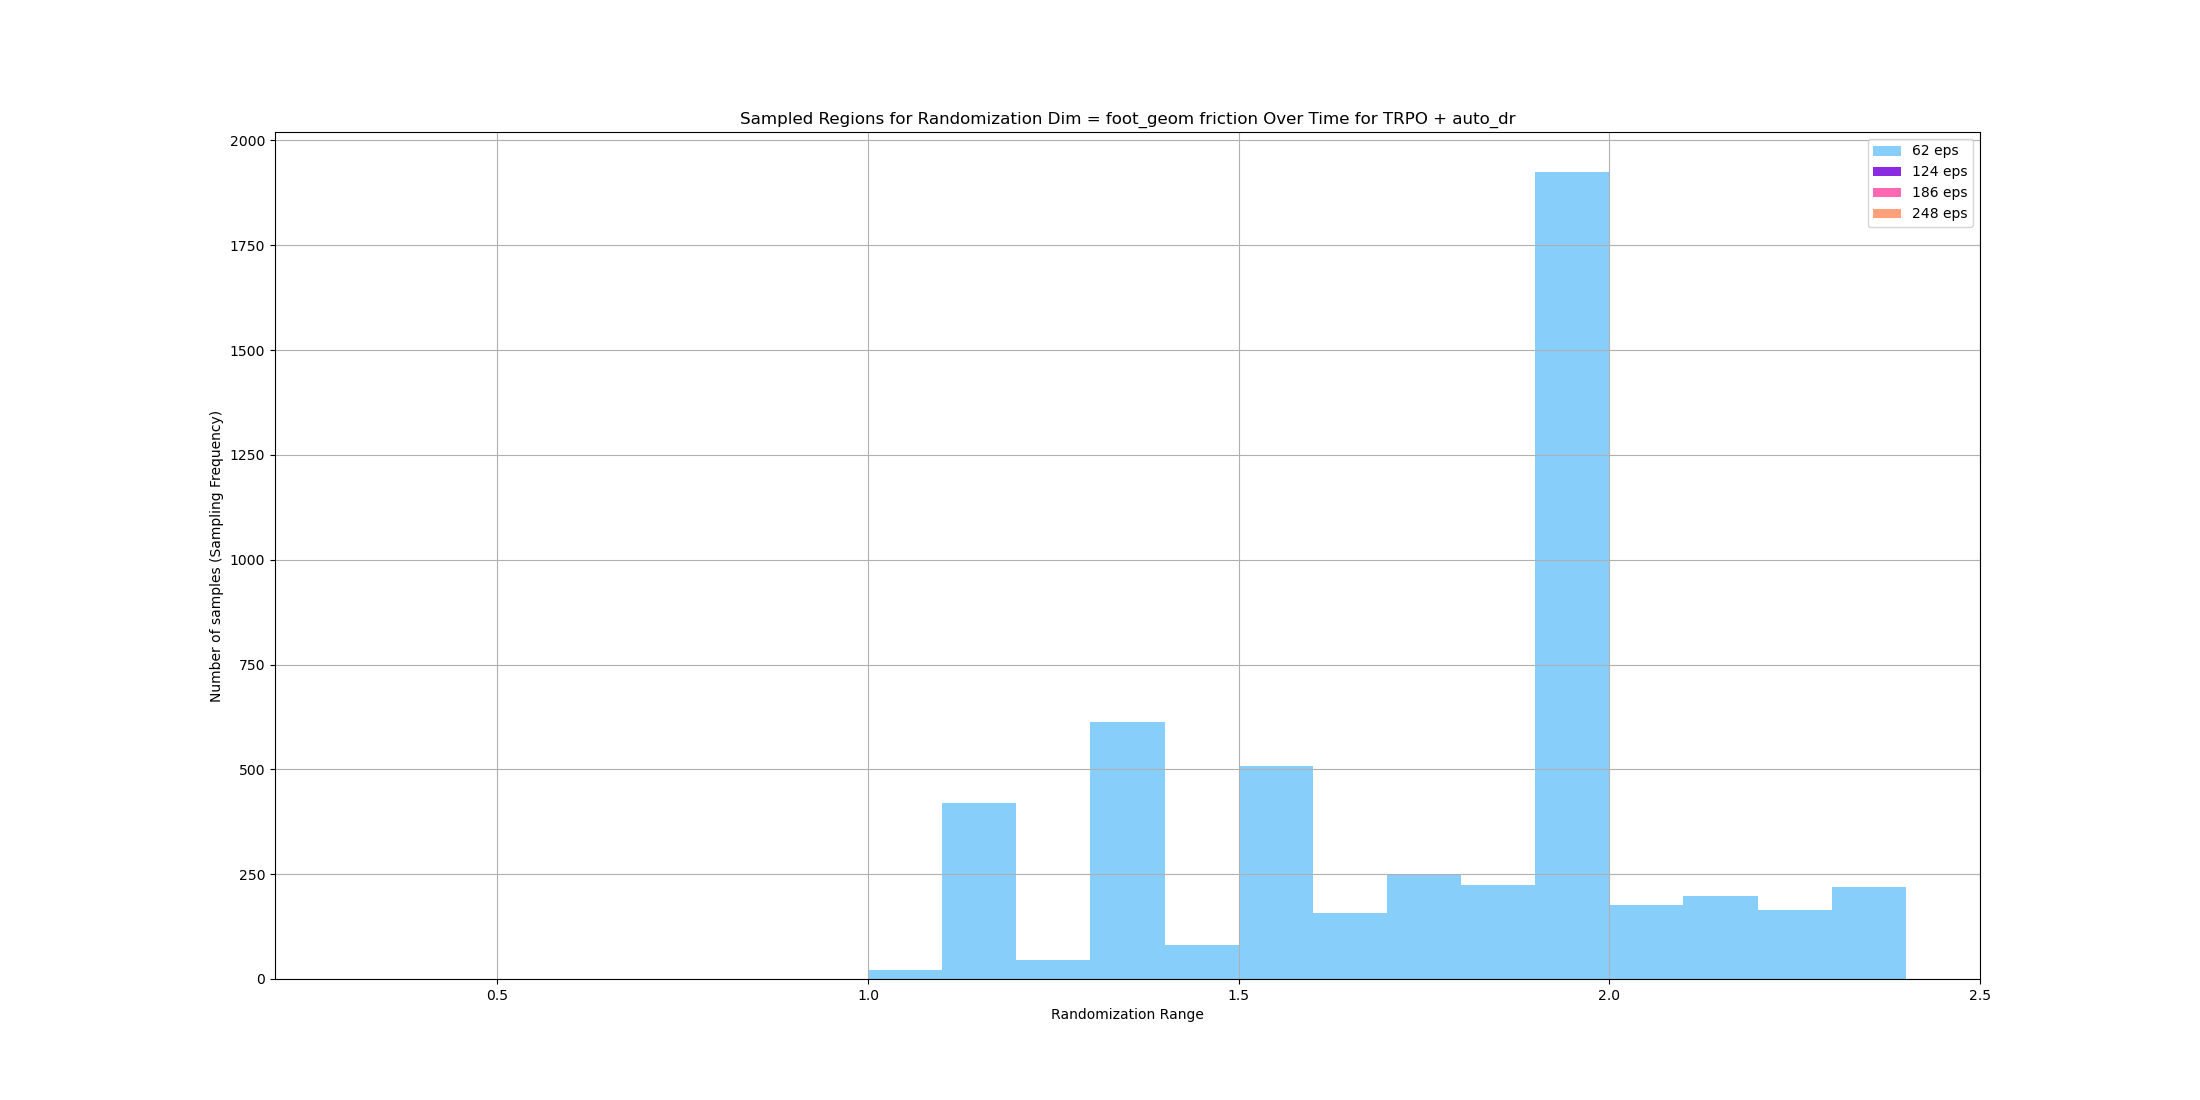 Sampled Regions for Randomization Dim = foot_geom friction Over Time for TRPO + auto_dr
62 eps
124 eps
186 eps
248 eps
Number of samples (Sampling Frequency)
2000
1750
1500
1250
1000
750
500
250
0
0.5
1.0
1.5
2.0
2.5
Randomization Range